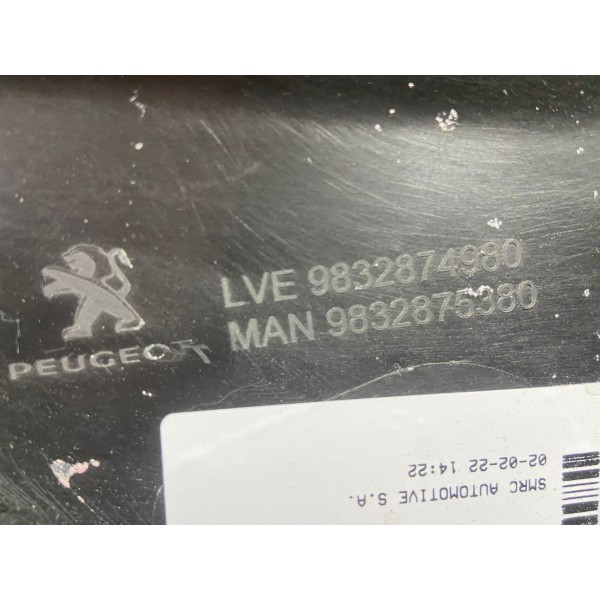 PEUGEOT
LVE 9832874980
MAN 9832875380
SMRC AUTOMOTIVE S.A.
02-02-22 14:22